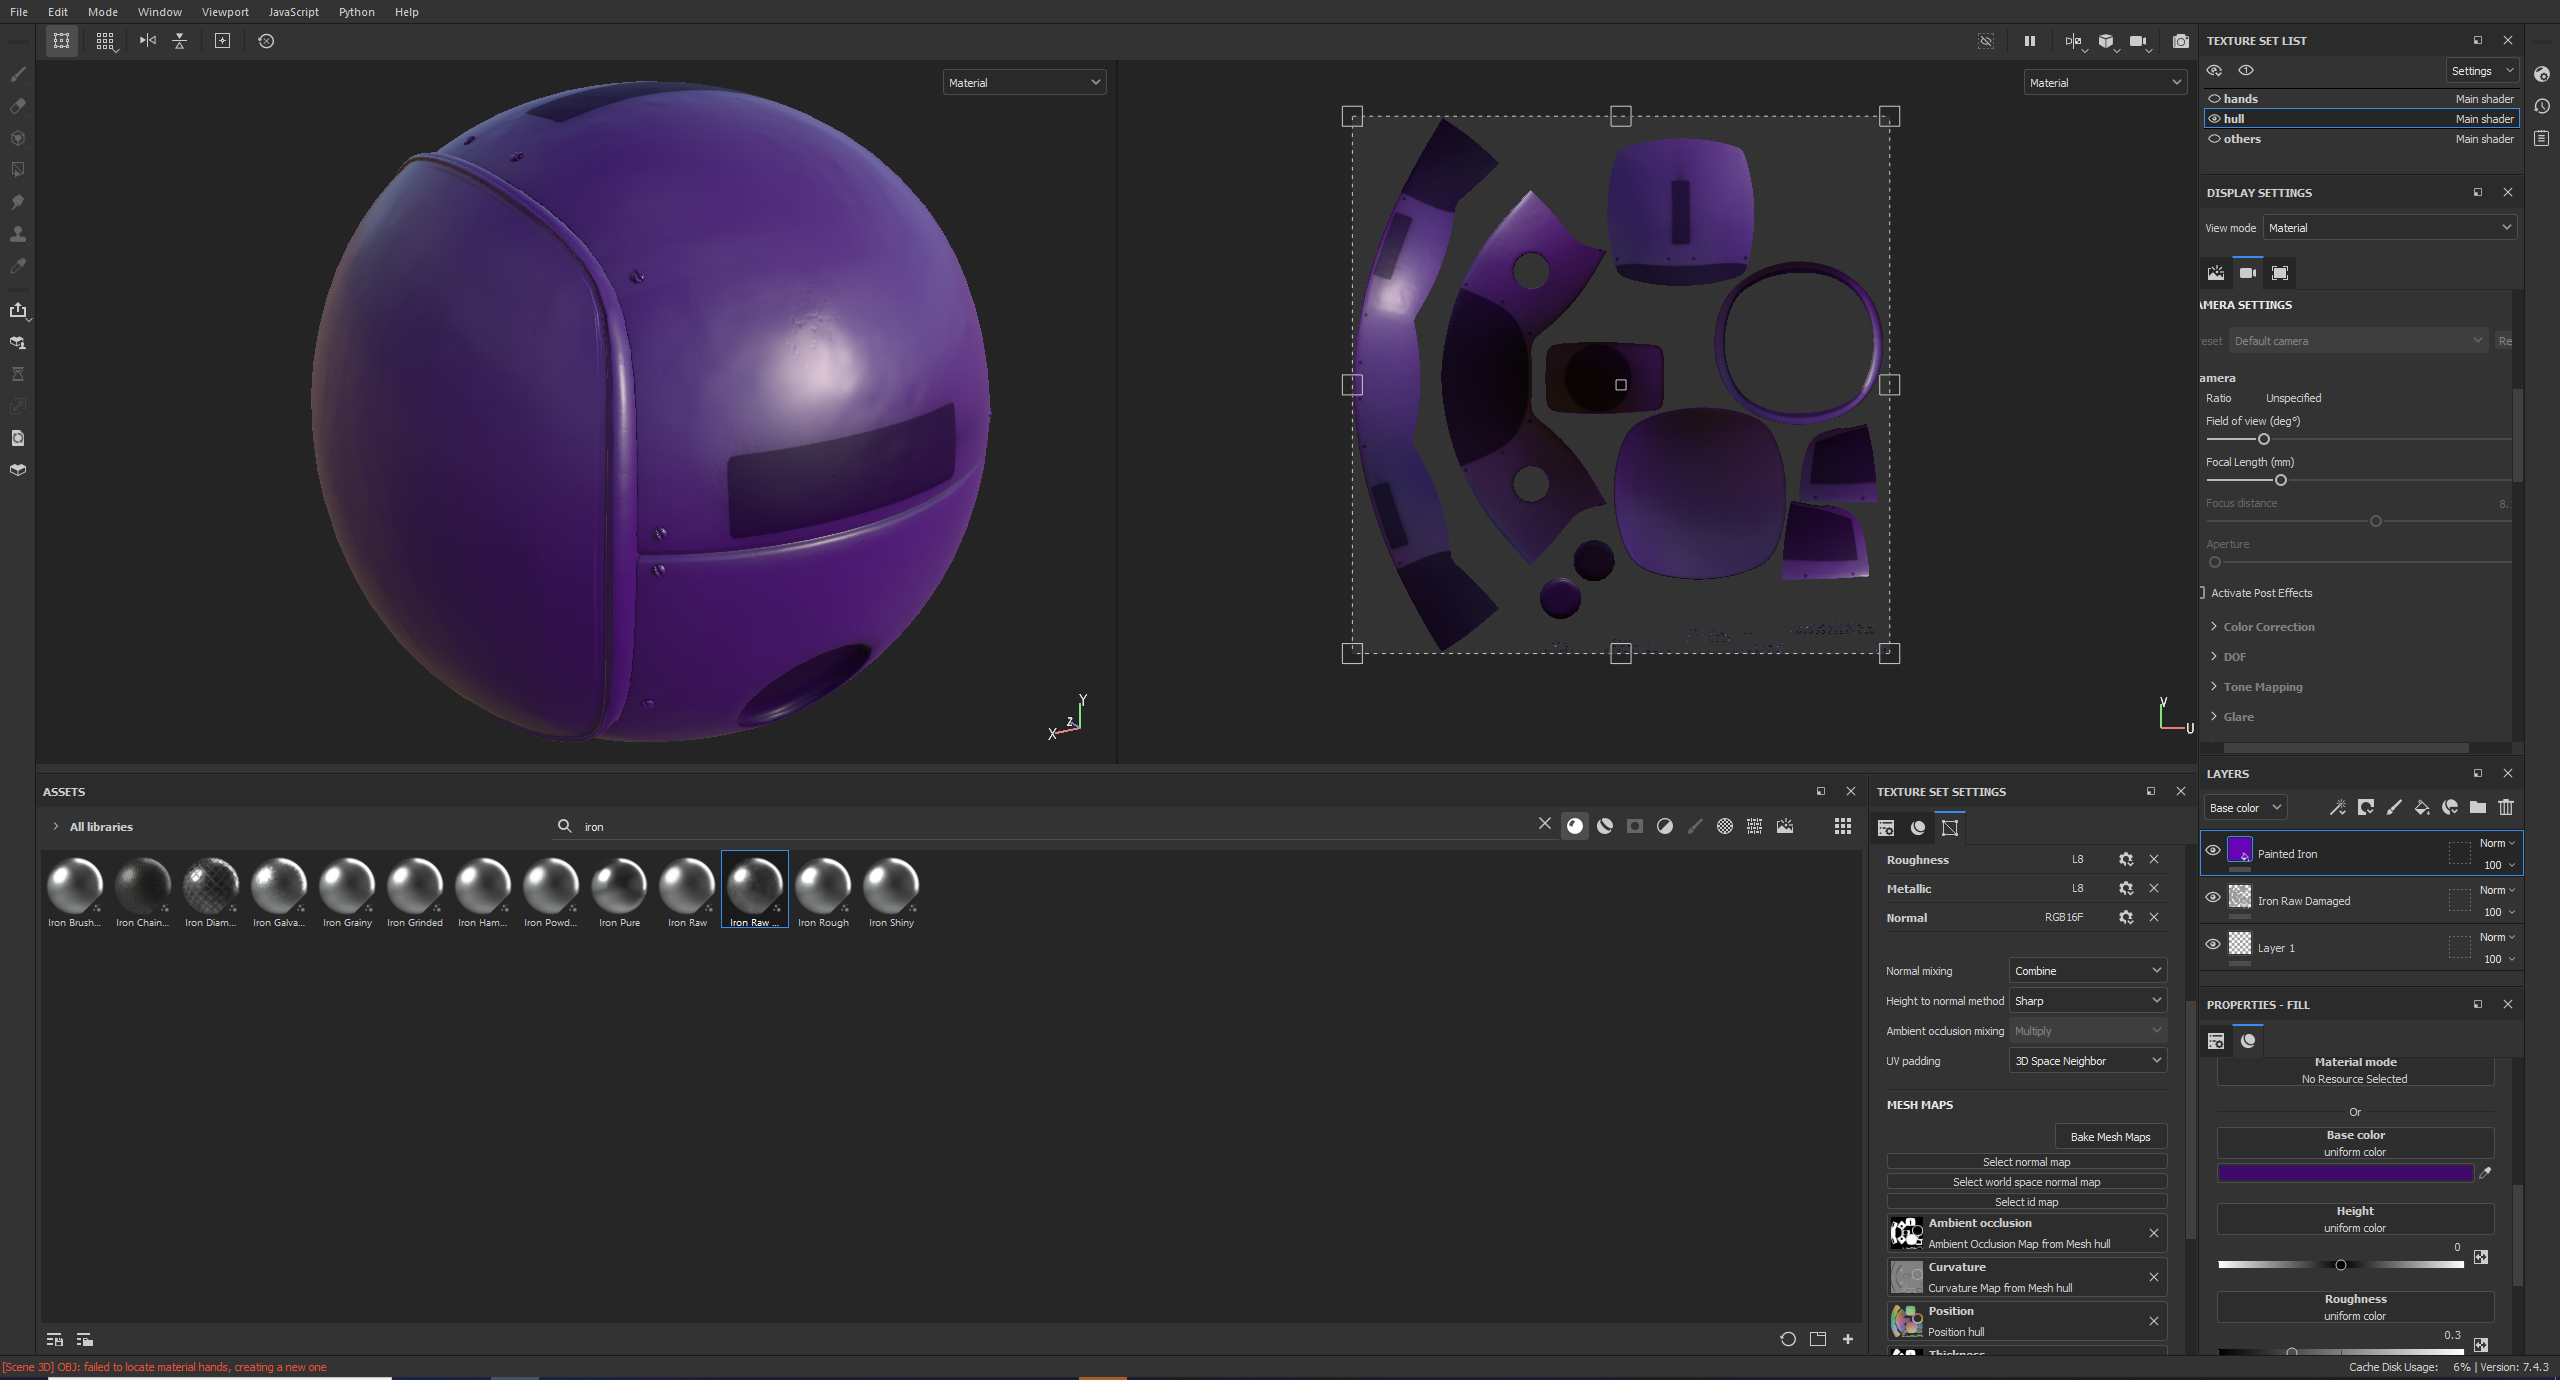 File Edit Mode Window Viewport JavaScript Python Help
Material
Material
X Y Z
U V
TEXTURE SET LIST
Settings
hands Main shader
hull Main shader
others Main shader
DISPLAY SETTINGS
View mode Material
AMERA SETTINGS
reset Default camera Re
amera
Ratio Unspecified
Field of view (deg°)
Focal Length (mm)
Focus distance 8.
Aperture
Activate Post Effects
Color Correction
DOF
Tone Mapping
Glare
ASSETS
All libraries
iron
Iron Brush... Iron Chain... Iron Diam... Iron Galva... Iron Grainy Iron Grinded Iron Ham... Iron Powd... Iron Pure Iron Raw Iron Raw ... Iron Rough Iron Shiny
TEXTURE SET SETTINGS
Roughness L8
Metallic L8
Normal RGB16F
Normal mixing Combine
Height to normal method Sharp
Ambient occlusion mixing Multiply
UV padding 3D Space Neighbor
MESH MAPS
Bake Mesh Maps
Select normal map
Select world space normal map
Select id map
Ambient occlusion
Ambient Occlusion Map from Mesh hull
Curvature
Curvature Map from Mesh hull
Position
Position hull
Thickness
LAYERS
Base color
Painted Iron Norm 100
Iron Raw Damaged Norm 100
Layer 1 Norm 100
PROPERTIES - FILL
Material mode
No Resource Selected
Or
Base color
uniform color
Height
uniform color
0
Roughness
uniform color
0.3
[Scene 3D] OBJ: failed to locate material hands, creating a new one
Cache Disk Usage: 6% | Version: 7.4.3